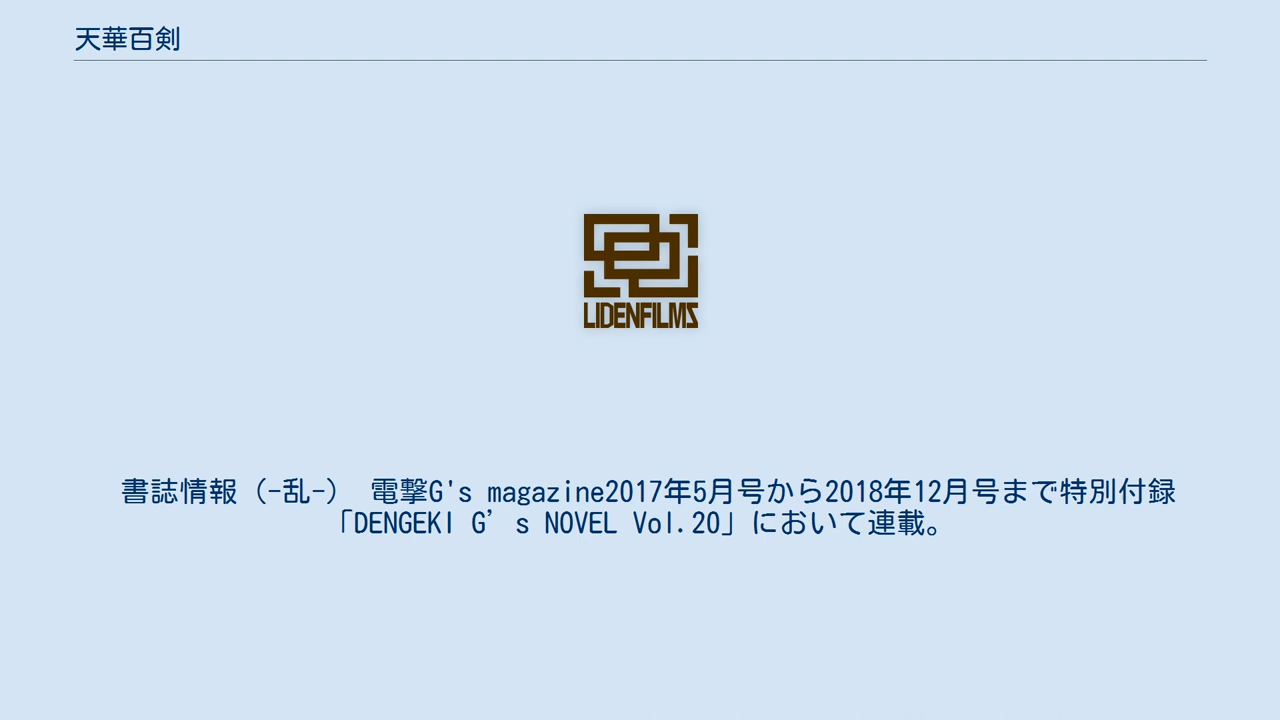 天華百剣
LIDENFILMS
書誌情報（-乱-） 電撃G's magazine2017年5月号から2018年12月号まで特別付録
「DENGEKI G’s NOVEL Vol.20」において連載。